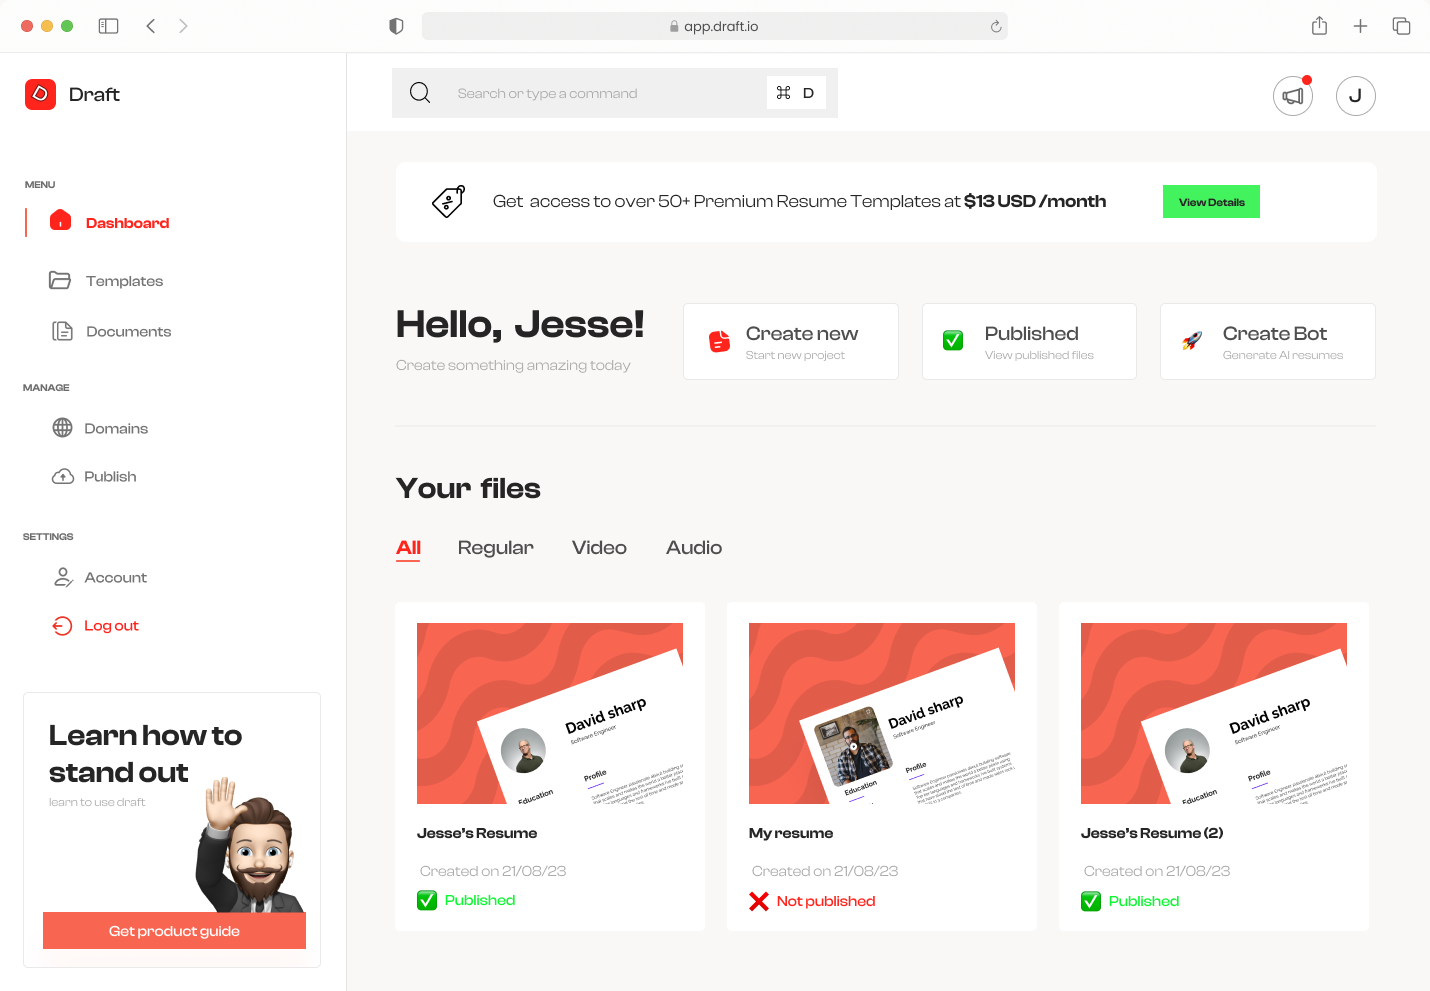 app.draft.io
Draft
Search or type a command
⌘ D
J
MENU
Dashboard
Templates
Documents
MANAGE
Domains
Publish
SETTINGS
Account
Log out
Learn how to
stand out
learn to use draft
Get product guide
Get access to over 50+ Premium Resume Templates at $13 USD /month
View Details
Hello, Jesse!
Create something amazing today
Create new
Start new project
Published
View published files
Create Bot
Generate AI resumes
Your files
All
Regular
Video
Audio
David sharp
Software Engineer
Profile
Education
Jesse's Resume
Created on 21/08/23
Published
David sharp
Software Engineer
Profile
Education
My resume
Created on 21/08/23
Not published
David sharp
Software Engineer
Profile
Education
Jesse's Resume (2)
Created on 21/08/23
Published